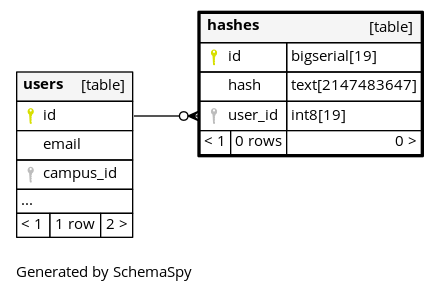 hashes [table]
id bigserial[19]
hash text[2147483647]
user_id int8[19]
< 1 0 rows 0 >
users [table]
id
email
campus_id
...
< 1 1 row 2 >
Generated by SchemaSpy